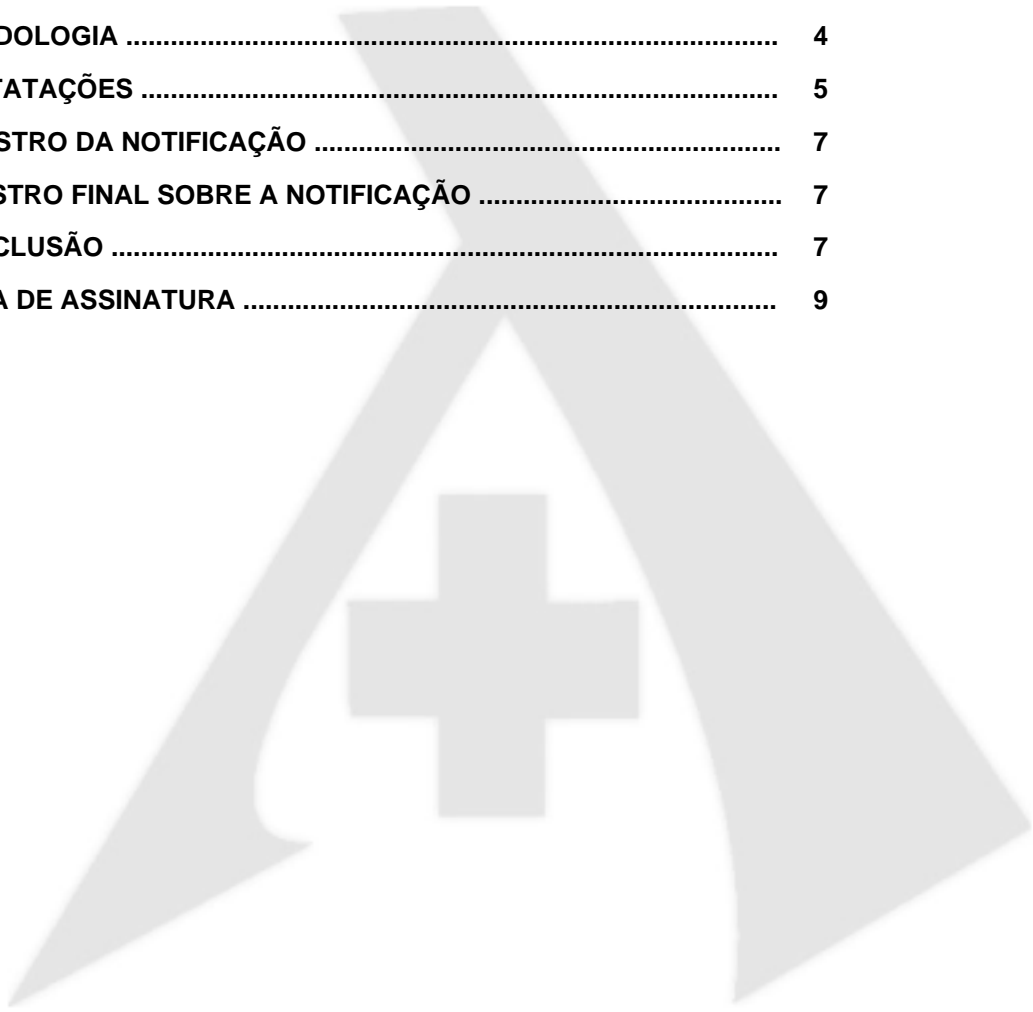 DOLOGIA ........................................................................................ 4
TATAÇÕES ...................................................................................... 5
STRO DA NOTIFICAÇÃO ............................................................... 7
STRO FINAL SOBRE A NOTIFICAÇÃO ......................................... 7
CLUSÃO .......................................................................................... 7
A DE ASSINATURA ........................................................................ 9